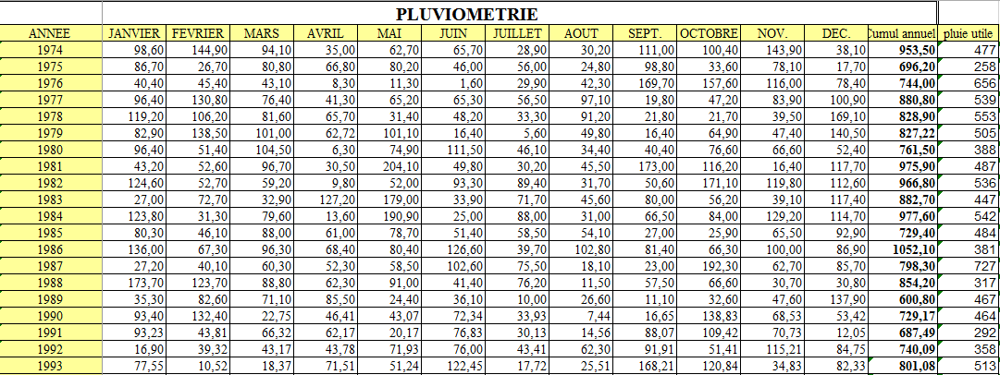 PLUVIOMETRIE
ANNEE JANVIER FEVRIER MARS AVRIL MAI JUIN JUILLET AOUT SEPT. OCTOBRE NOV. DEC. Cumul annuel pluie utile
1974 98,60 144,90 94,10 35,00 62,70 65,70 28,90 30,20 111,00 100,40 143,90 38,10 953,50 477
1975 86,70 26,70 80,80 66,80 80,20 46,00 56,00 24,80 98,80 33,60 78,10 17,70 696,20 258
1976 40,40 45,40 43,10 8,30 11,30 1,60 29,90 42,30 169,70 157,60 116,00 78,40 744,00 656
1977 96,40 130,80 76,40 41,30 65,20 65,30 56,50 97,10 19,80 47,20 83,90 100,90 880,80 539
1978 119,20 106,20 81,60 65,70 31,40 48,20 33,30 91,20 21,80 21,70 39,50 169,10 828,90 553
1979 82,90 138,50 101,00 62,72 101,10 16,40 5,60 49,80 16,40 64,90 47,40 140,50 827,22 505
1980 96,40 51,40 104,50 6,30 74,90 111,50 46,10 34,40 40,40 76,60 66,60 52,40 761,50 388
1981 43,20 52,60 96,70 30,50 204,10 49,80 30,20 45,50 173,00 116,20 16,40 117,70 975,90 487
1982 124,60 52,70 59,20 9,80 52,00 93,30 89,40 31,70 50,60 171,10 119,80 112,60 966,80 536
1983 27,00 72,70 32,90 127,20 179,00 33,90 71,70 45,60 80,00 56,20 39,10 117,40 882,70 447
1984 123,80 31,30 79,60 13,60 190,90 25,00 88,00 31,00 66,50 84,00 129,20 114,70 977,60 542
1985 80,30 46,10 88,00 61,00 78,70 51,40 58,50 54,10 27,00 25,90 65,50 92,90 729,40 484
1986 136,00 67,30 96,30 68,40 80,40 126,60 39,70 102,80 81,40 66,30 100,00 86,90 1052,10 381
1987 27,20 40,10 60,30 52,30 58,50 102,60 75,50 18,10 23,00 192,30 62,70 85,70 798,30 727
1988 173,70 123,70 88,80 62,30 91,00 41,40 76,20 11,50 57,50 66,60 30,70 30,80 854,20 317
1989 35,30 82,60 71,10 85,50 24,40 36,10 10,00 26,60 11,10 32,60 47,60 137,90 600,80 467
1990 93,40 132,40 22,75 46,41 43,07 72,34 33,93 7,44 16,65 138,83 68,53 53,42 729,17 464
1991 93,23 43,81 66,32 62,17 20,17 76,83 30,13 14,56 88,07 109,42 70,73 12,05 687,49 292
1992 16,90 39,32 43,17 43,78 71,93 76,00 43,41 62,30 91,91 51,41 115,21 84,75 740,09 358
1993 77,55 10,52 18,37 71,51 51,24 122,45 17,72 25,51 168,21 120,84 34,83 82,33 801,08 513